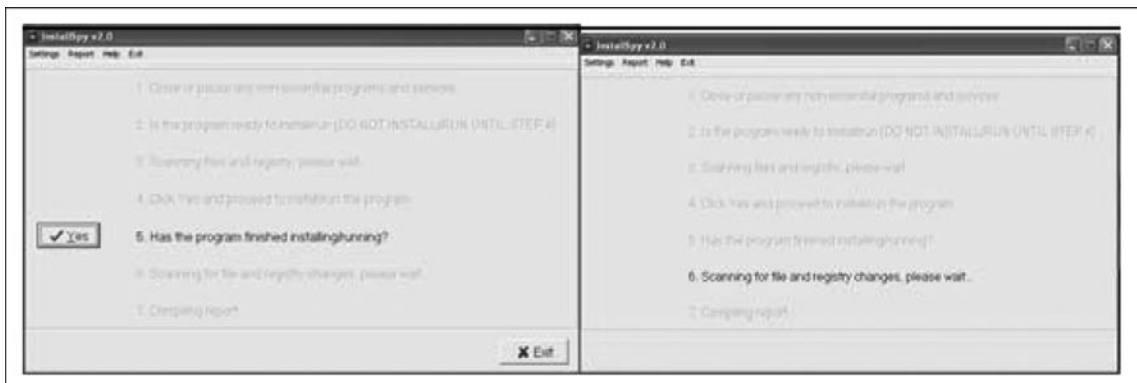 InstallSpy v2.0
Settings Report Help Exit
1. Close or pause any non-essential programs and services
2. Is the program ready to install/run (DO NOT INSTALL/RUN UNTIL STEP 4)
3. Scanning files and registry, please wait...
4. Click Yes and proceed to install/run the program
Yes
5. Has the program finished installing/running?
6. Scanning for file and registry changes, please wait...
7. Compiling report
Exit
InstallSpy v2.0
Settings Report Help Exit
1. Close or pause any non-essential programs and services
2. Is the program ready to install/run (DO NOT INSTALL/RUN UNTIL STEP 4)
3. Scanning files and registry, please wait...
4. Click Yes and proceed to install/run the program
5. Has the program finished installing/running?
6. Scanning for file and registry changes, please wait...
7. Compiling report